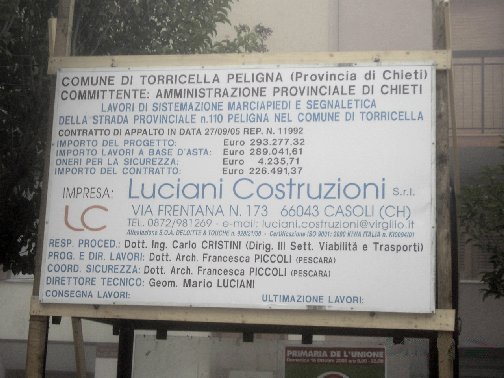 COMUNE DI TORRICELLA PELIGNA (Provincia di Chieti)
COMMITTENTE: AMMINISTRAZIONE PROVINCIALE DI CHIETI
LAVORI DI SISTEMAZIONE MARCIAPIEDI E SEGNALETICA
DELLA STRADA PROVINCIALE n.110 PELIGNA NEL COMUNE DI TORRICELLA
CONTRATTO DI APPALTO IN DATA 27/09/05 REP. N. 11992
IMPORTO DEL PROGETTO: Euro 293.277,32
IMPORTO LAVORI A BASE D'ASTA: Euro 289.041,61
ONERI PER LA SICUREZZA: Euro 4.235,71
IMPORTO DEL CONTRATTO: Euro 226.491,37
IMPRESA: Luciani Costruzioni S.r.l.
LC VIA FRENTANA N. 173 66043 CASOLI (CH)
TEL. 0872/981269 - e-mail: luciani.costruzioni@virgilio.it
RESP. PROCED.: Dott. Ing. Carlo CRISTINI (Dirig. III Sett. Viabilità e Trasporti)
PROG. E DIR. LAVORI: Dott. Arch. Francesca PICCOLI (PESCARA)
COORD. SICUREZZA: Dott. Arch. Francesca PICCOLI (PESCARA)
DIRETTORE TECNICO: Geom. Mario LUCIANI
CONSEGNA LAVORI: ULTIMAZIONE LAVORI:
PRIMARIA DE L'UNIONE